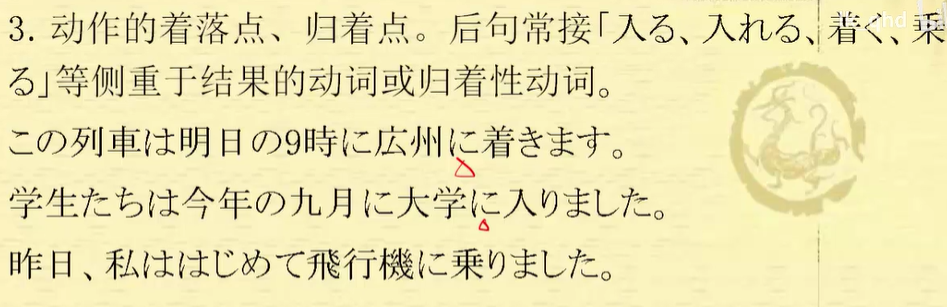 3. 动作的着落点、归着点。后句常接「入る、入れる、着く、乗
る」等侧重于结果的动词或归着性动词。
この列車は明日の9時に広州に着きます。
学生たちは今年の九月に大学に入りました。
昨日、私ははじめて飛行機に乗りました。